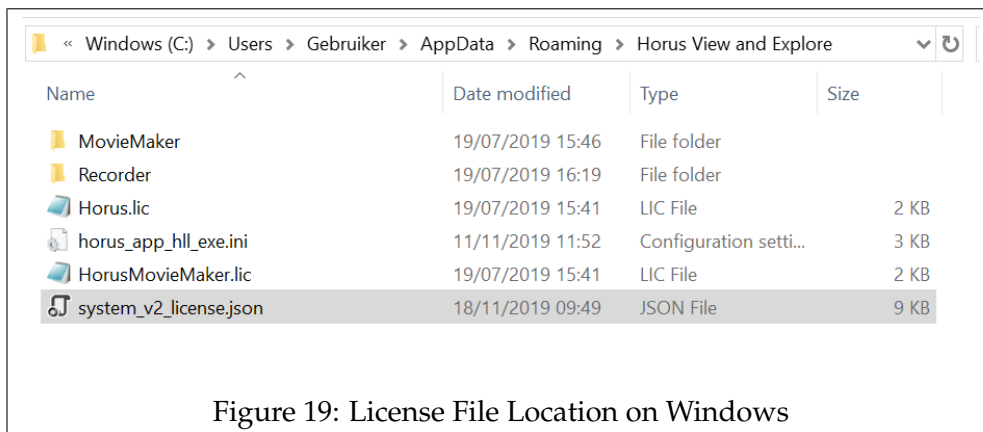 « Windows (C:) > Users > Gebruiker > AppData > Roaming > Horus View and Explore
Name Date modified Type Size
MovieMaker 19/07/2019 15:46 File folder
Recorder 19/07/2019 16:19 File folder
Horus.lic 19/07/2019 15:41 LIC File 2 KB
horus_app_hll_exe.ini 11/11/2019 11:52 Configuration setti... 3 KB
HorusMovieMaker.lic 19/07/2019 15:41 LIC File 2 KB
system_v2_license.json 18/11/2019 09:49 JSON File 9 KB
Figure 19: License File Location on Windows